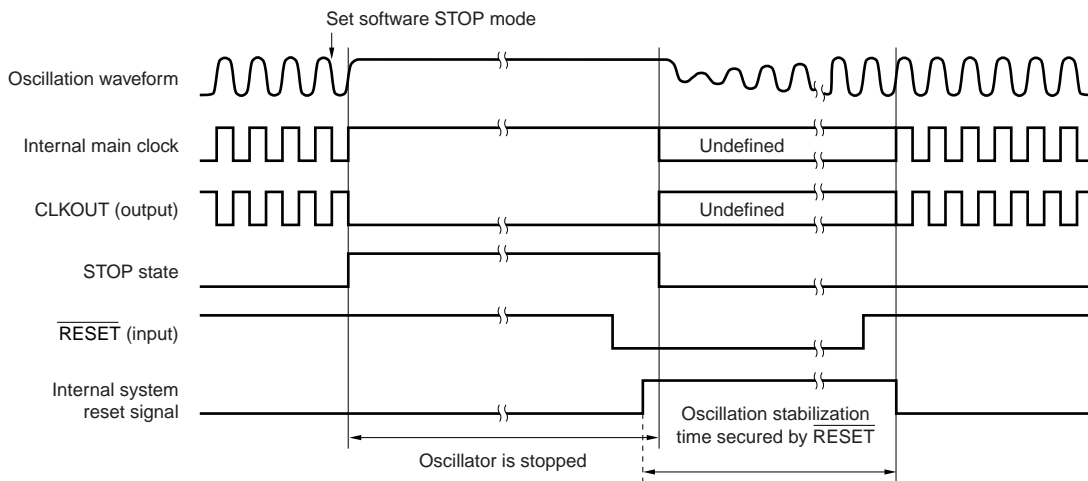 Set software STOP mode
Oscillation waveform
Internal main clock
Undefined
CLKOUT (output)
Undefined
STOP state
RESET (input)
Internal system
reset signal
Oscillation stabilization
time secured by RESET
Oscillator is stopped